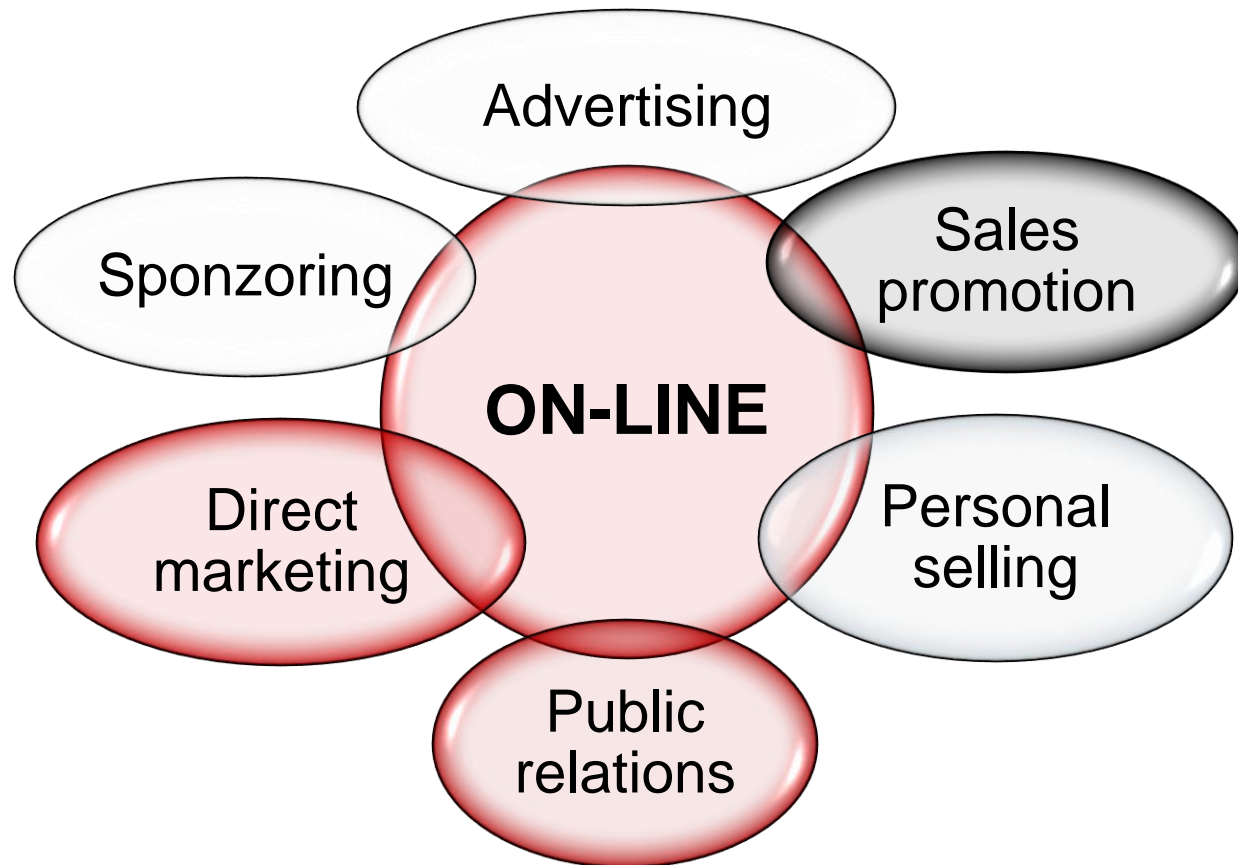 Advertising
Sales
promotion
Sponzoring
ON-LINE
Personal
selling
Direct
marketing
Public
relations